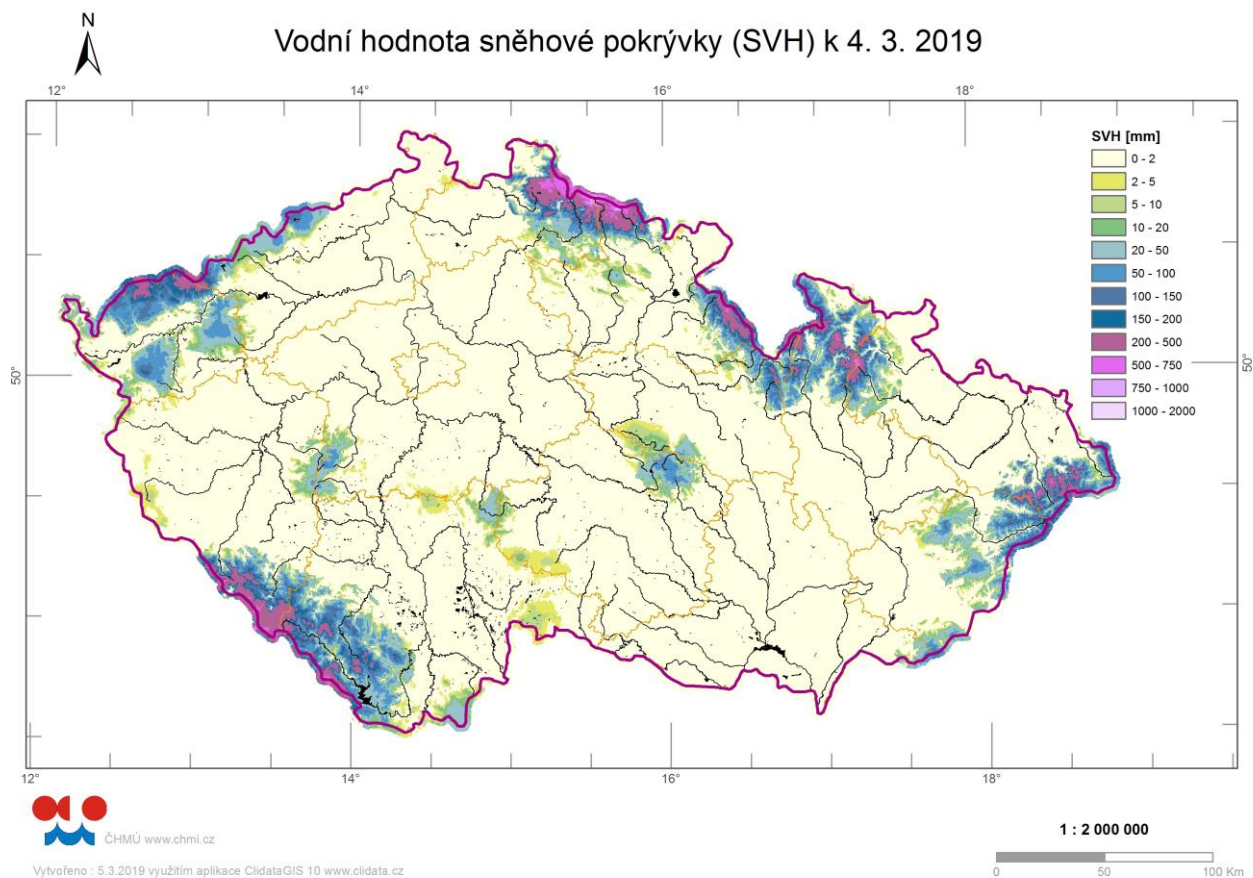 N
Vodní hodnota sněhové pokrývky (SVH) k 4. 3. 2019
12° 14° 16° 18°
SVH [mm]
0 - 2
2 - 5
5 - 10
10 - 20
20 - 50
50 - 100
100 - 150
150 - 200
200 - 500
500 - 750
750 - 1000
1000 - 2000
50° 50°
12° 14° 16° 18°
ČHMÚ www.chmi.cz
1 : 2 000 000
Vytvořeno : 5.3.2019 využitím aplikace ClidataGIS 10 www.clidata.cz
0 50 100 Km